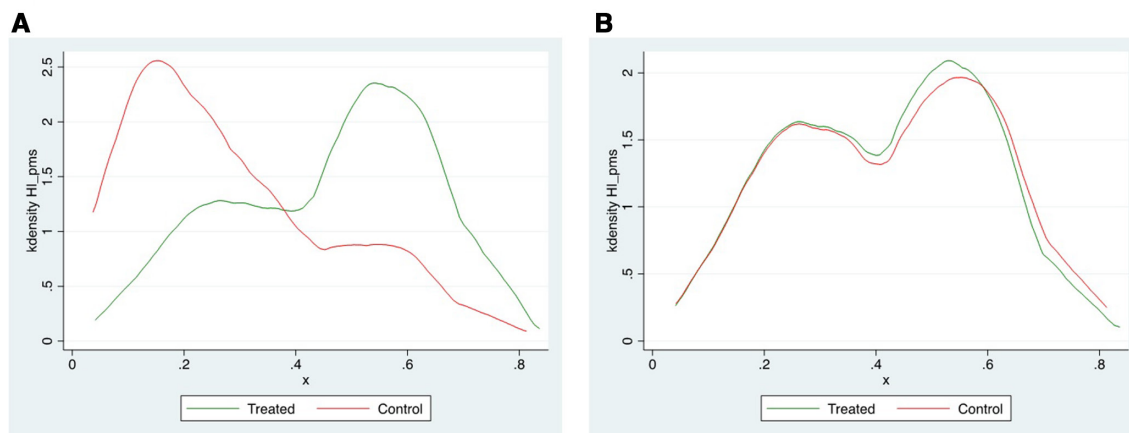 A
kdensity HI_pms
0 .5 1 1.5 2 2.5
0 .2 .4 .6 .8
x
Treated Control
B
kdensity HI_pms
0 .5 1 1.5 2
0 .2 .4 .6 .8
x
Treated Control